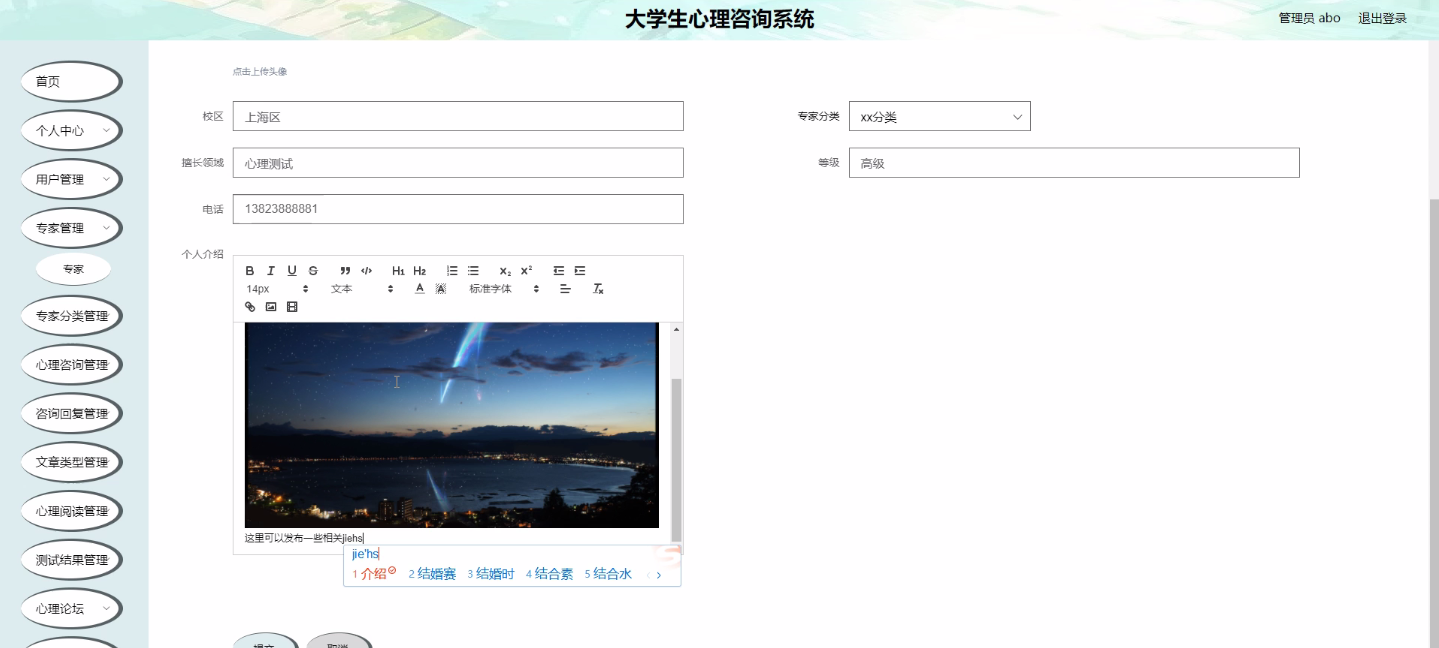 大学生心理咨询系统
管理员 abo 退出登录
首页
个人中心
用户管理
专家管理
专家
专家分类管理
心理咨询管理
咨询回复管理
文章类型管理
心理阅读管理
测试结果管理
心理论坛
点击上传头像
校区 上海区
专家分类 xx分类
擅长领域 心理测试
等级 高级
电话 13823888881
个人介绍
B I U S H1 H2 X2 X2
14px 文本 A A 标准字体 Tx
这里可以发布一些相关jiehs
jie'hs
1 介绍 2 结婚赛 3 结婚时 4 结合素 5 结合水
提交 取消